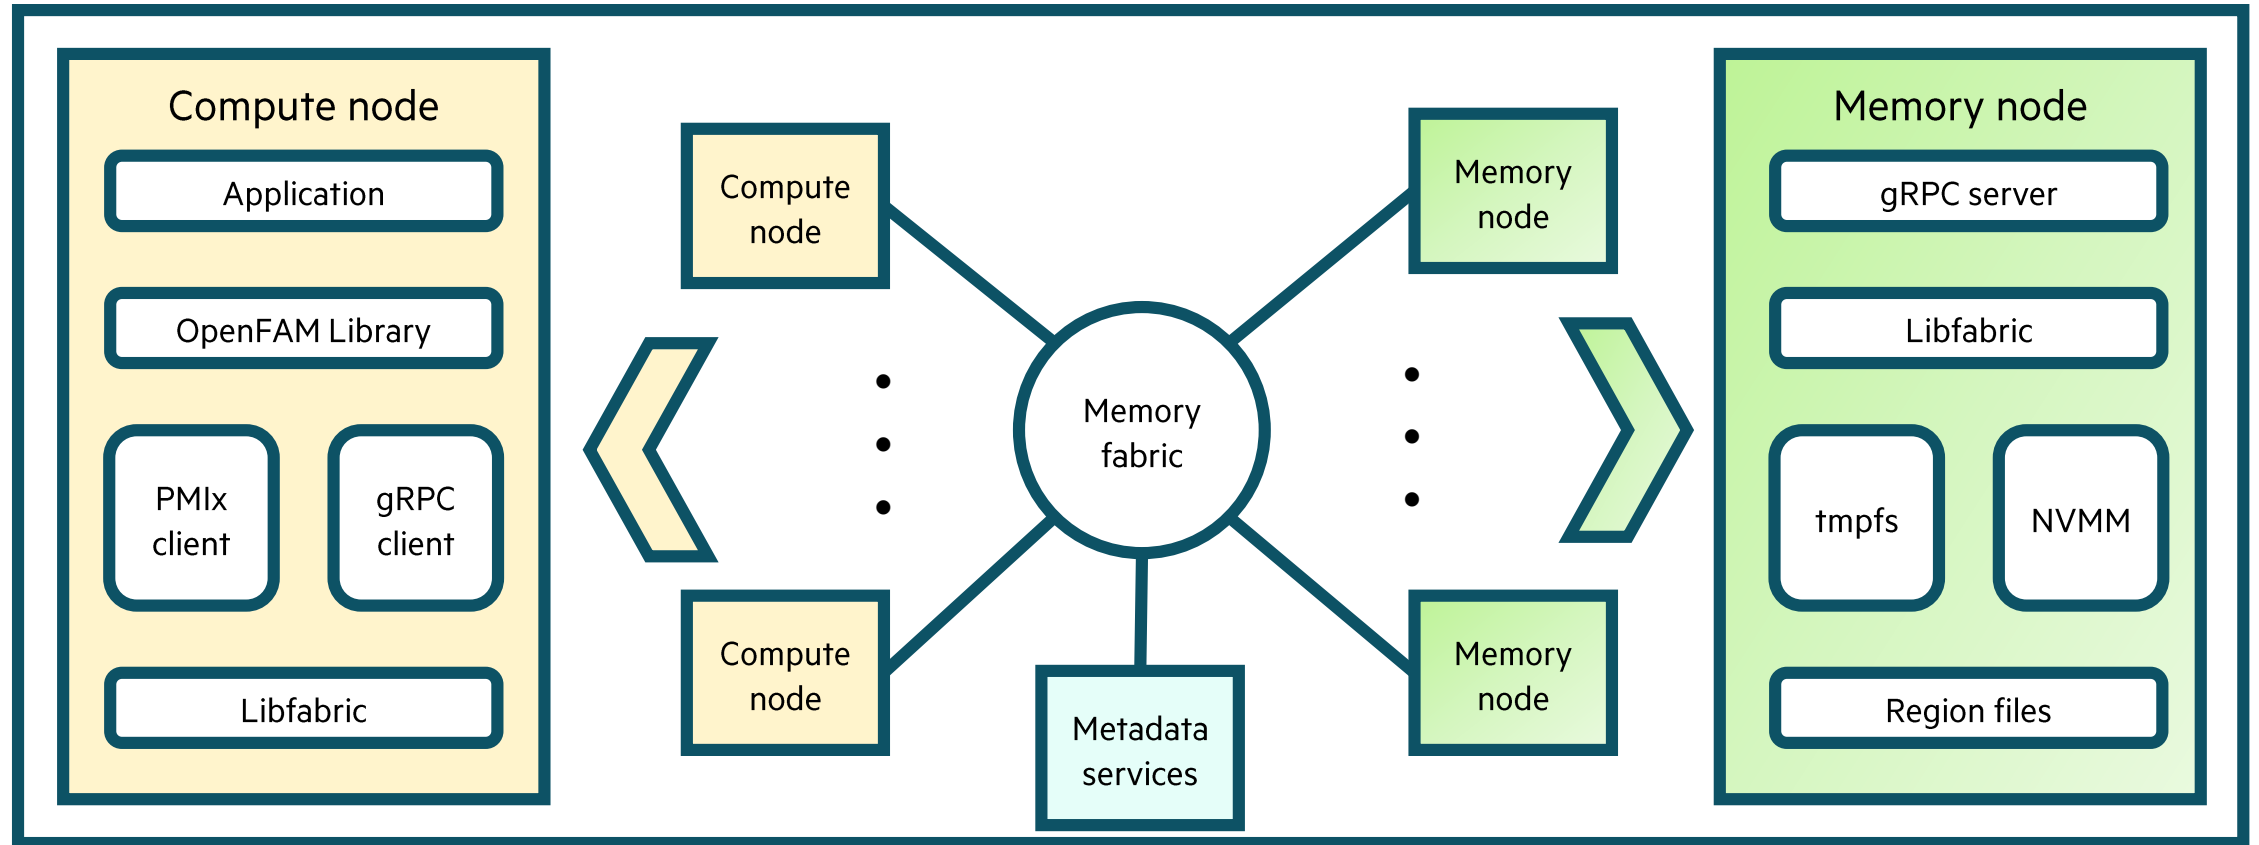 Compute node
Application
OpenFAM Library
PMIx
client
gRPC
client
Libfabric
Compute
node
Compute
node
Memory
fabric
Metadata
services
Memory
node
Memory
node
Memory node
gRPC server
Libfabric
tmpfs
NVMM
Region files